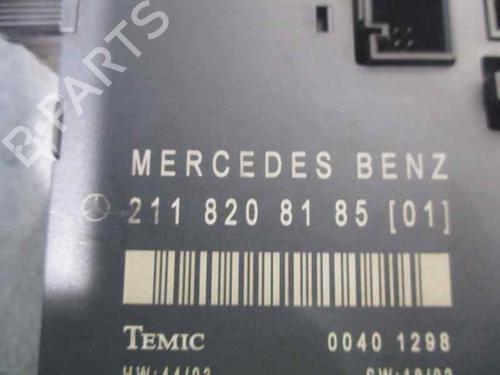 B-PARTS
MERCEDES BENZ
211 820 81 85 [01]
TEMIC 0040 1298